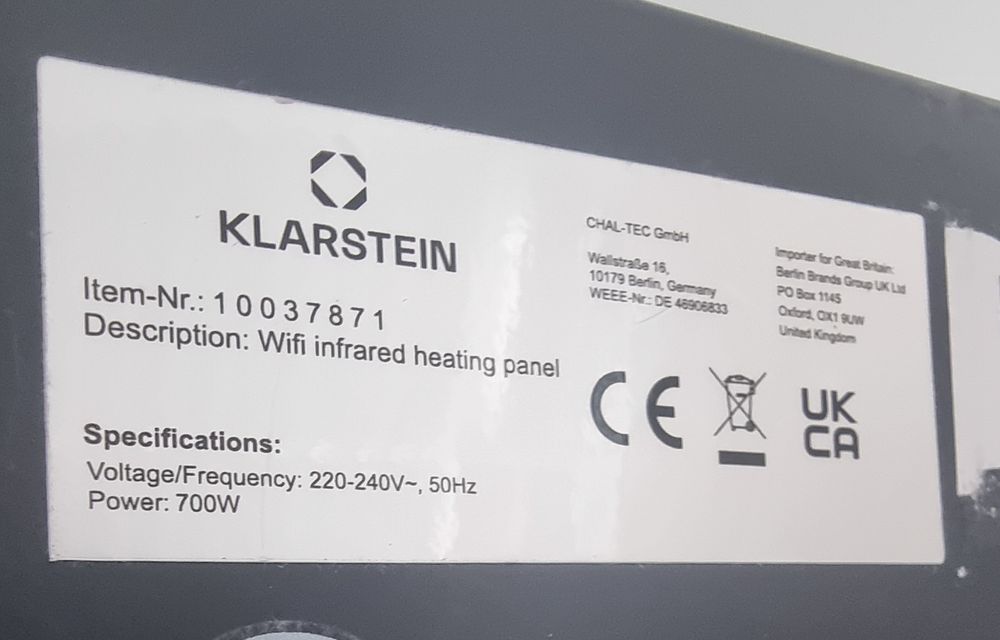 KLARSTEIN
Item-Nr.: 10037871
Description: Wifi infrared heating panel
Specifications:
Voltage/Frequency: 220-240V~, 50Hz
Power: 700W
CHAL-TEC GmbH
Wallstraße 16,
10179 Berlin, Germany
WEEE-Nr.: DE 46906833
Importer for Great Britain:
Berlin Brands Group UK Ltd
PO Box 1145
Oxford, OX1 9UW
United Kingdom
CE
UK
CA